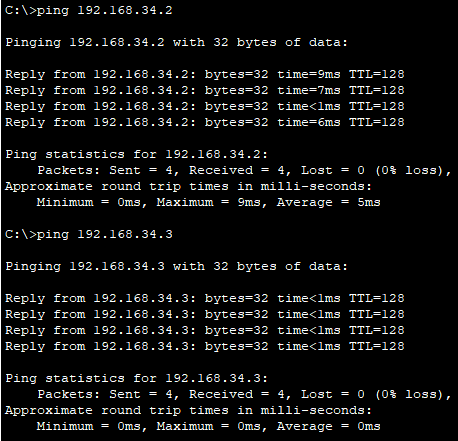 C:\>ping 192.168.34.2
Pinging 192.168.34.2 with 32 bytes of data:
Reply from 192.168.34.2: bytes=32 time=9ms TTL=128
Reply from 192.168.34.2: bytes=32 time=7ms TTL=128
Reply from 192.168.34.2: bytes=32 time<1ms TTL=128
Reply from 192.168.34.2: bytes=32 time=6ms TTL=128
Ping statistics for 192.168.34.2:
    Packets: Sent = 4, Received = 4, Lost = 0 (0% loss),
Approximate round trip times in milli-seconds:
    Minimum = 0ms, Maximum = 9ms, Average = 5ms
C:\>ping 192.168.34.3
Pinging 192.168.34.3 with 32 bytes of data:
Reply from 192.168.34.3: bytes=32 time<1ms TTL=128
Reply from 192.168.34.3: bytes=32 time<1ms TTL=128
Reply from 192.168.34.3: bytes=32 time<1ms TTL=128
Reply from 192.168.34.3: bytes=32 time<1ms TTL=128
Ping statistics for 192.168.34.3:
    Packets: Sent = 4, Received = 4, Lost = 0 (0% loss),
Approximate round trip times in milli-seconds:
    Minimum = 0ms, Maximum = 0ms, Average = 0ms